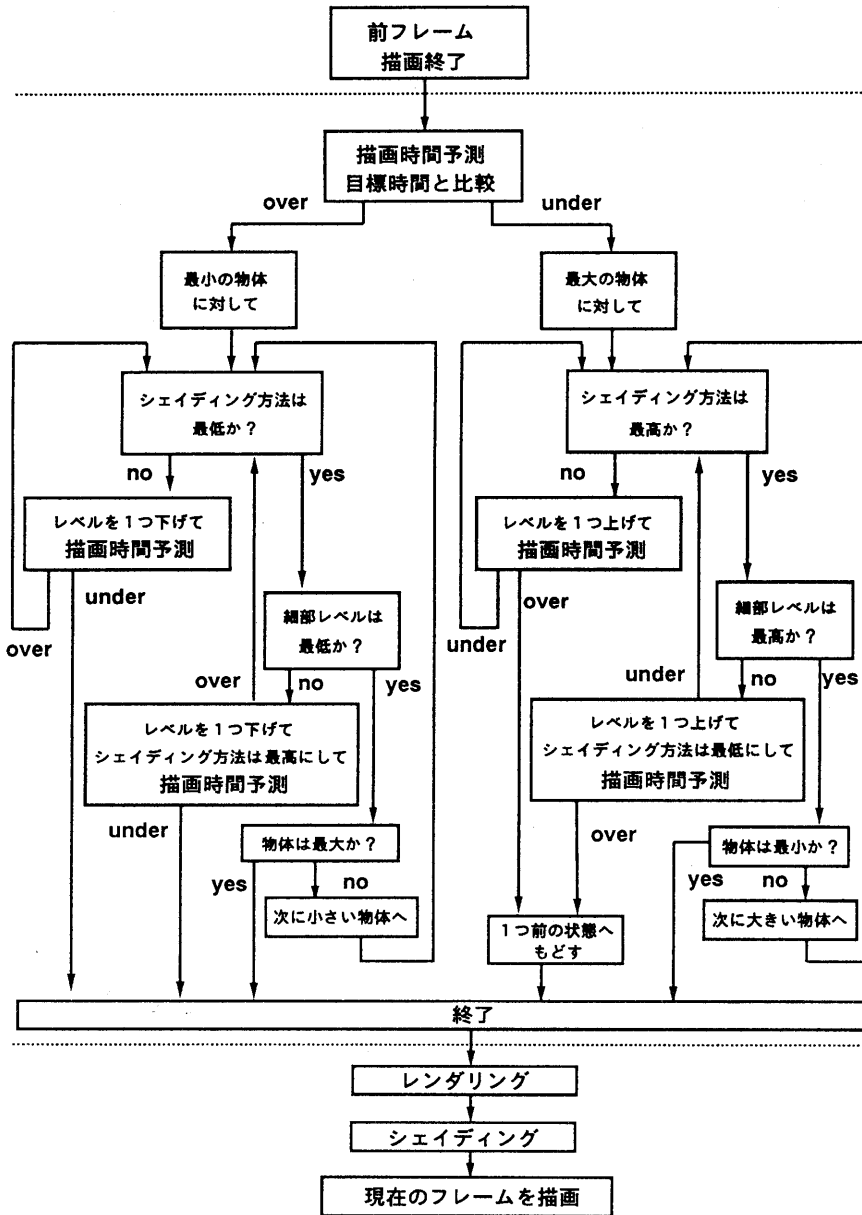 前フレーム
描画終了
描画時間予測
目標時間と比較
over
under
最小の物体
に対して
最大の物体
に対して
シェイディング方法は
最低か？
シェイディング方法は
最高か？
no
yes
no
yes
レベルを１つ下げて
描画時間予測
レベルを１つ上げて
描画時間予測
under
over
over
under
細部レベルは
最低か？
細部レベルは
最高か？
over
no
yes
under
no
yes
レベルを１つ下げて
シェイディング方法は最高にして
描画時間予測
レベルを１つ上げて
シェイディング方法は最低にして
描画時間予測
under
over
物体は最大か？
物体は最小か？
yes
no
yes
no
次に小さい物体へ
次に大きい物体へ
１つ前の状態へ
もどす
終了
レンダリング
シェイディング
現在のフレームを描画